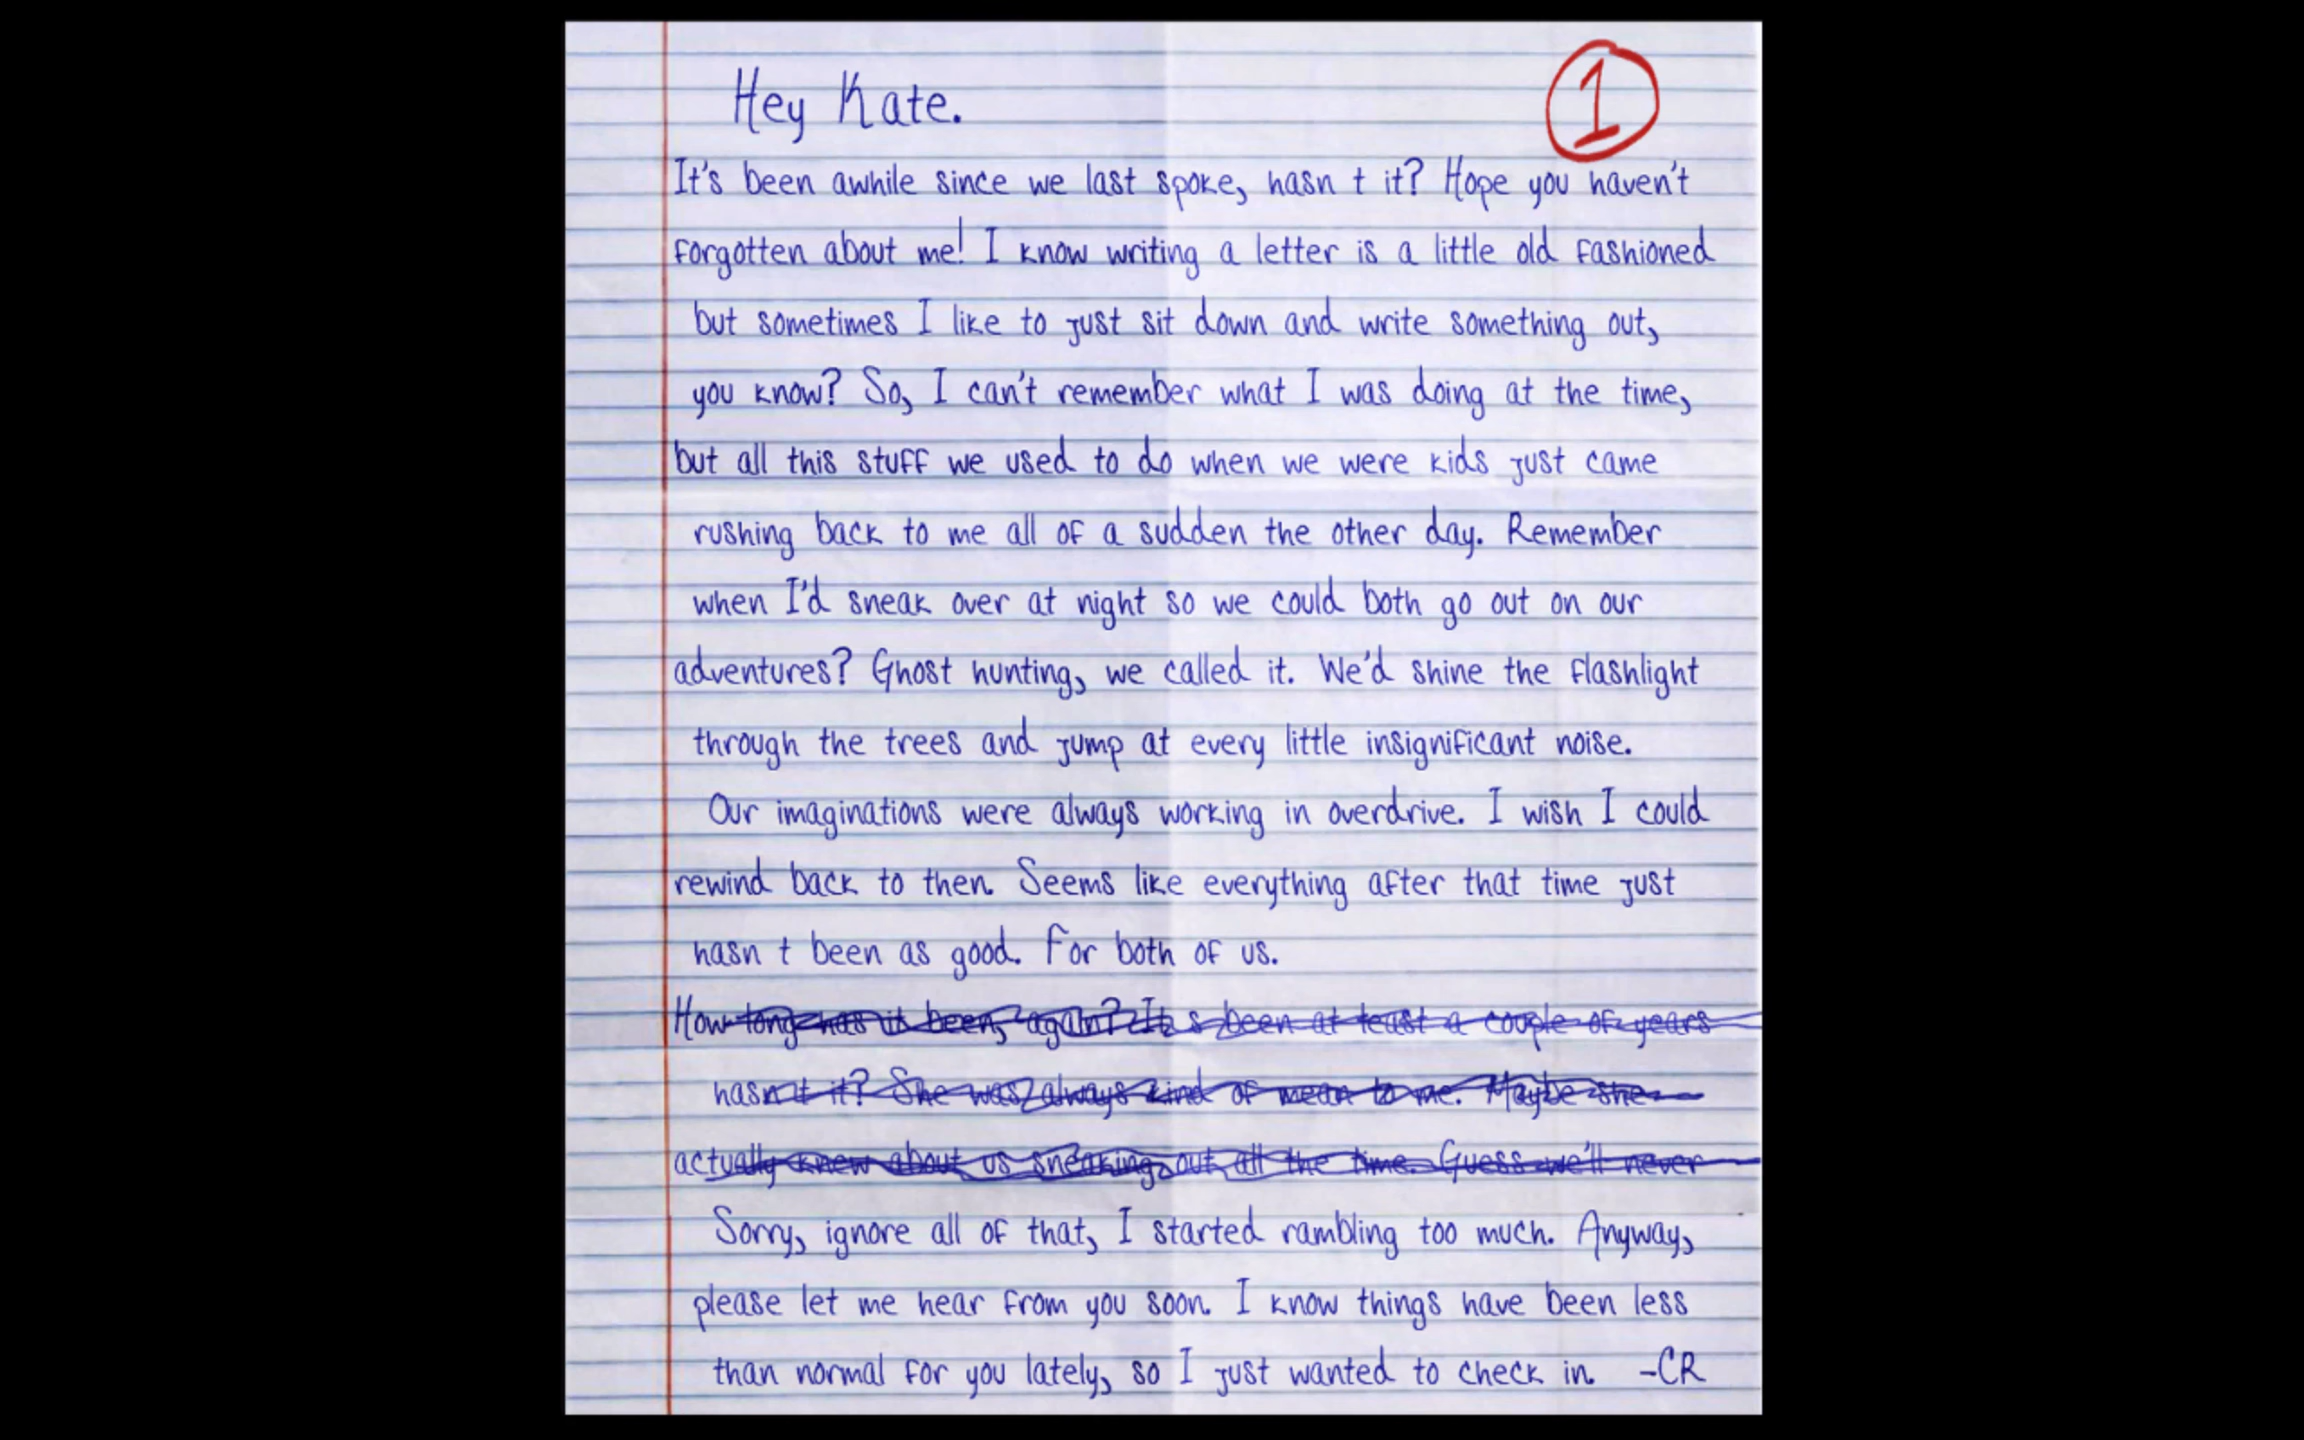 1
Hey Kate.
It's been awhile since we last spoke, hasn t it? Hope you haven't
forgotten about me! I know writing a letter is a little old fashioned
but sometimes I like to just sit down and write something out,
you know? So, I can't remember what I was doing at the time,
but all this stuff we used to do when we were kids just came
rushing back to me all of a sudden the other day. Remember
when I'd sneak over at night so we could both go out on our
adventures? Ghost hunting, we called it. We'd shine the flashlight
through the trees and jump at every little insignificant noise.
Our imaginations were always working in overdrive. I wish I could
rewind back to then. Seems like everything after that time just
hasn t been as good. For both of us.
How long has it been, again? It s been at least a couple of years
hasn t it? She was always kind of mean to me. Maybe she
actually knew about us sneaking out all the time. Guess we'll never
Sorry, ignore all of that, I started rambling too much. Anyway,
please let me hear from you soon. I know things have been less
than normal for you lately, so I just wanted to check in. -CR